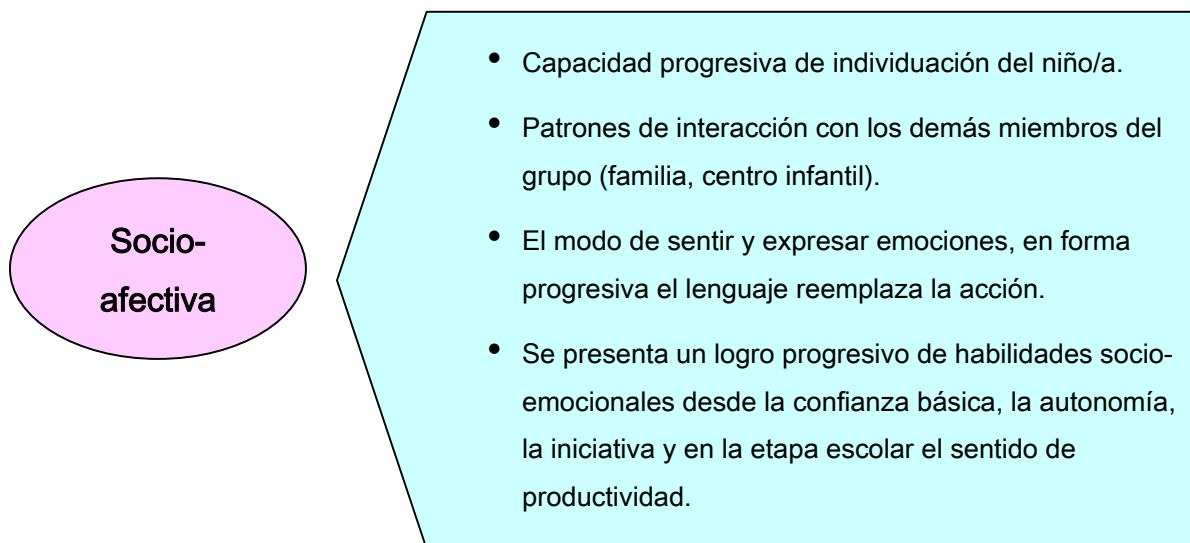 Socio-
afectiva
• Capacidad progresiva de individuación del niño/a.
• Patrones de interacción con los demás miembros del
grupo (familia, centro infantil).
• El modo de sentir y expresar emociones, en forma
progresiva el lenguaje reemplaza la acción.
• Se presenta un logro progresivo de habilidades socio-
emocionales desde la confianza básica, la autonomía,
la iniciativa y en la etapa escolar el sentido de
productividad.